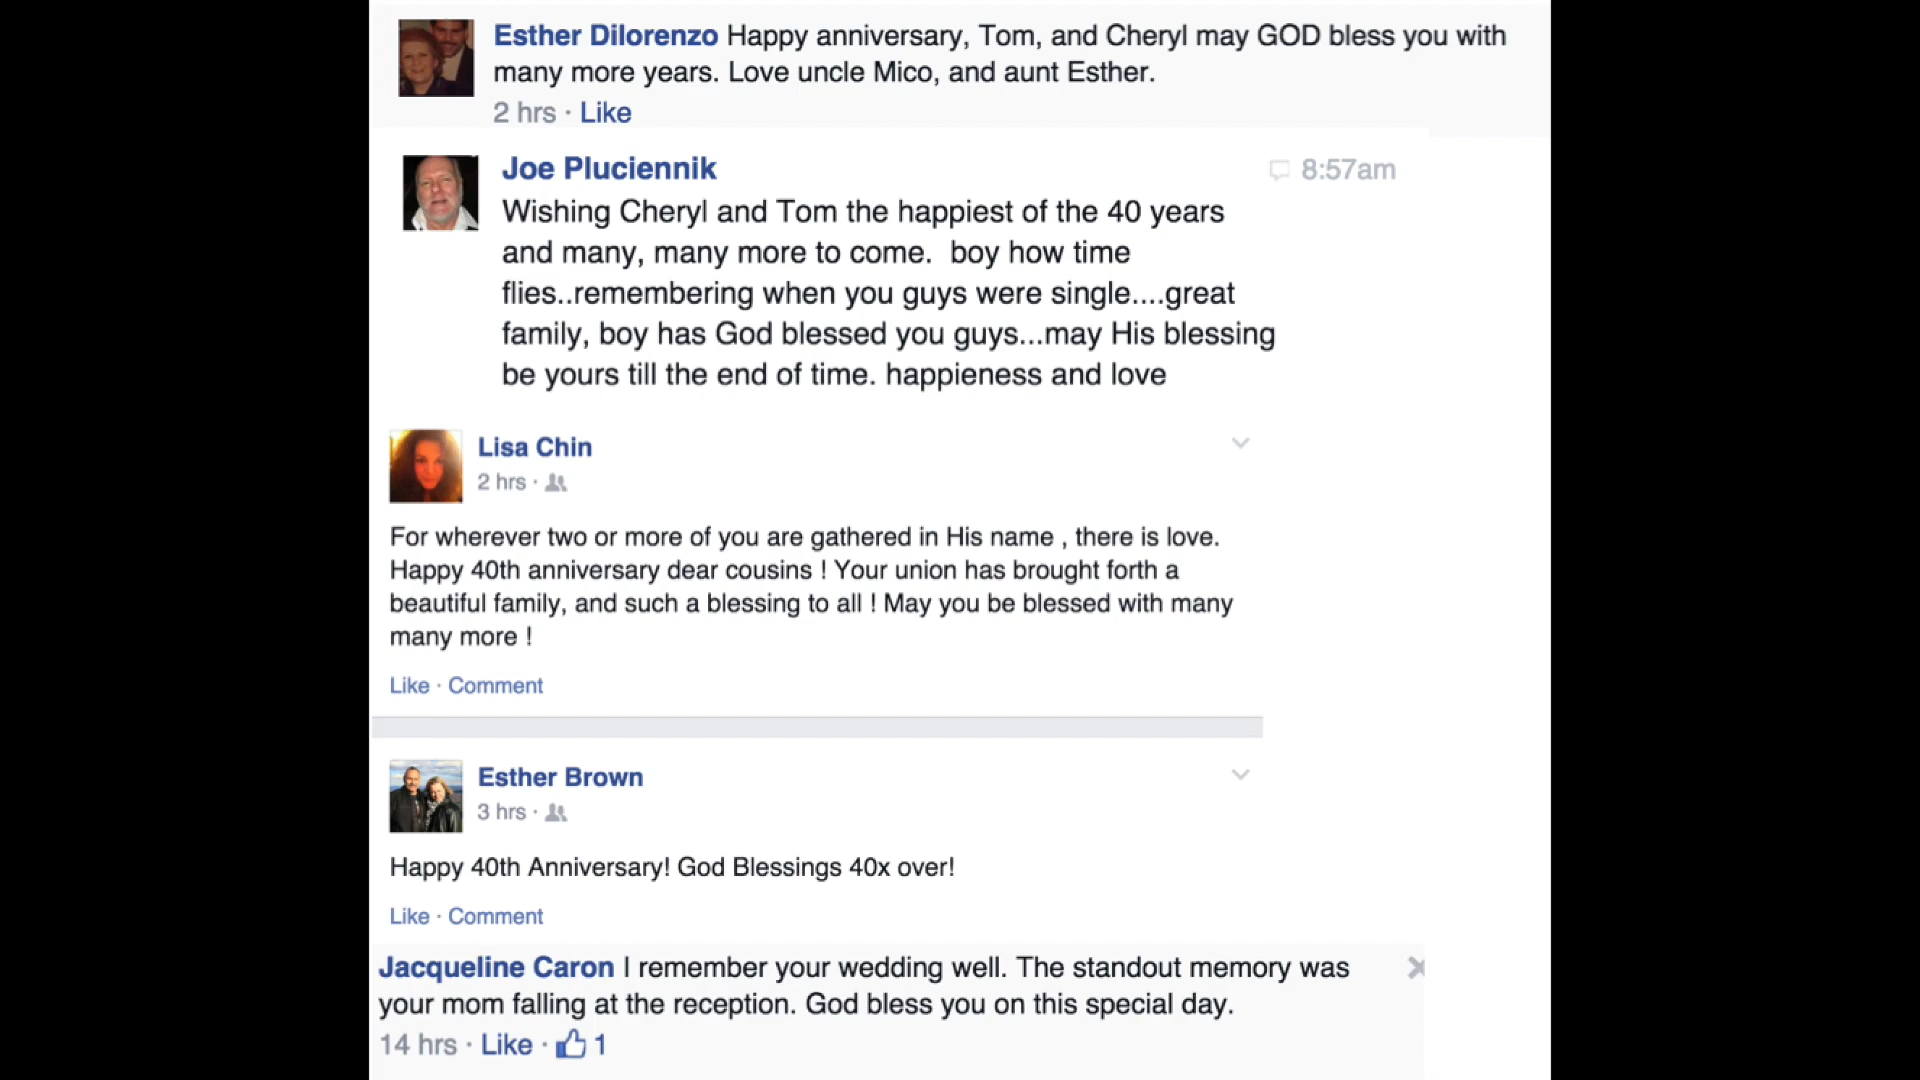 Esther Dilorenzo Happy anniversary, Tom, and Cheryl may GOD bless you with
many more years. Love uncle Mico, and aunt Esther.
2 hrs · Like
Joe Pluciennik 8:57am
Wishing Cheryl and Tom the happiest of the 40 years
and many, many more to come.  boy how time
flies..remembering when you guys were single....great
family, boy has God blessed you guys...may His blessing
be yours till the end of time. happieness and love
Lisa Chin
2 hrs ·
For wherever two or more of you are gathered in His name , there is love.
Happy 40th anniversary dear cousins ! Your union has brought forth a
beautiful family, and such a blessing to all ! May you be blessed with many
many more !
Like · Comment
Esther Brown
3 hrs ·
Happy 40th Anniversary! God Blessings 40x over!
Like · Comment
Jacqueline Caron I remember your wedding well. The standout memory was
your mom falling at the reception. God bless you on this special day.
14 hrs · Like · 1